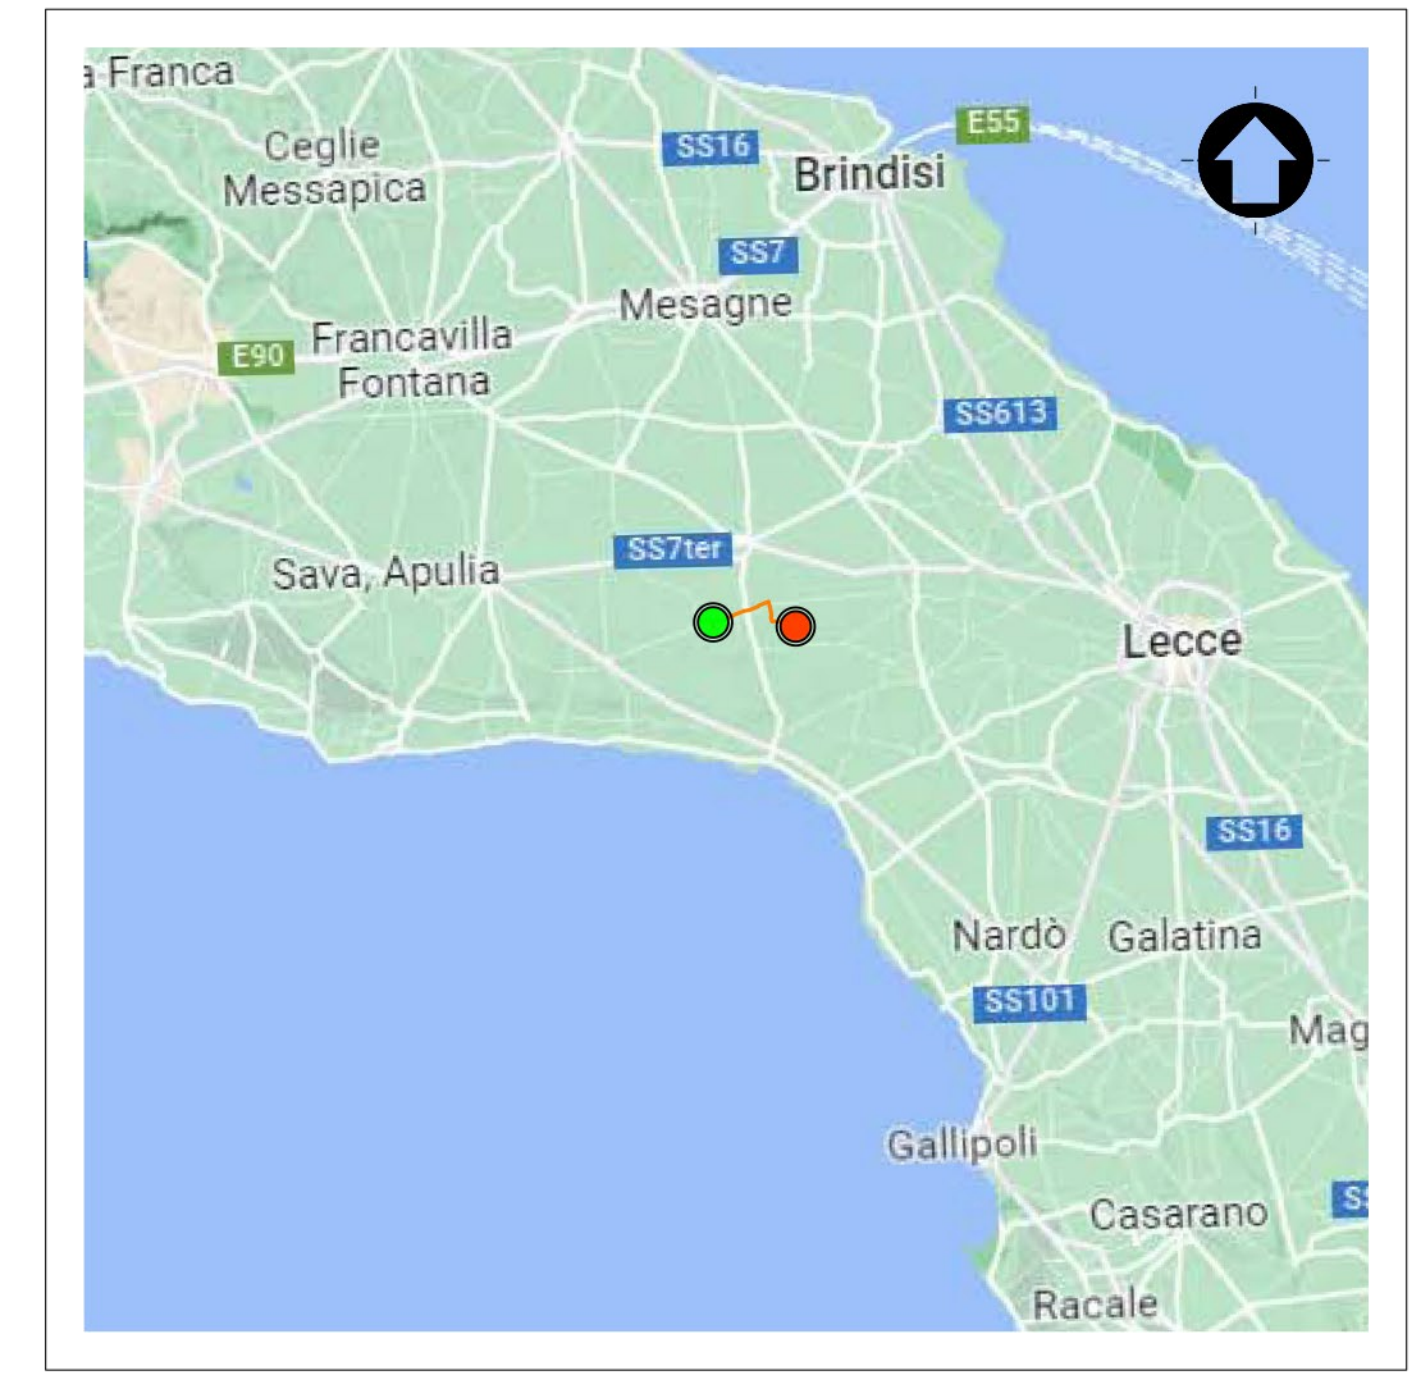 a Franca
E55
Ceglie
Messapica
SS16
Brindisi
SS7
Mesagne
Francavilla
Fontana
E90
SS613
SS7ter
Sava, Apulia
Lecce
SS16
Nardò
Galatina
SS101
Mag
Gallipoli
Casarano
Racale